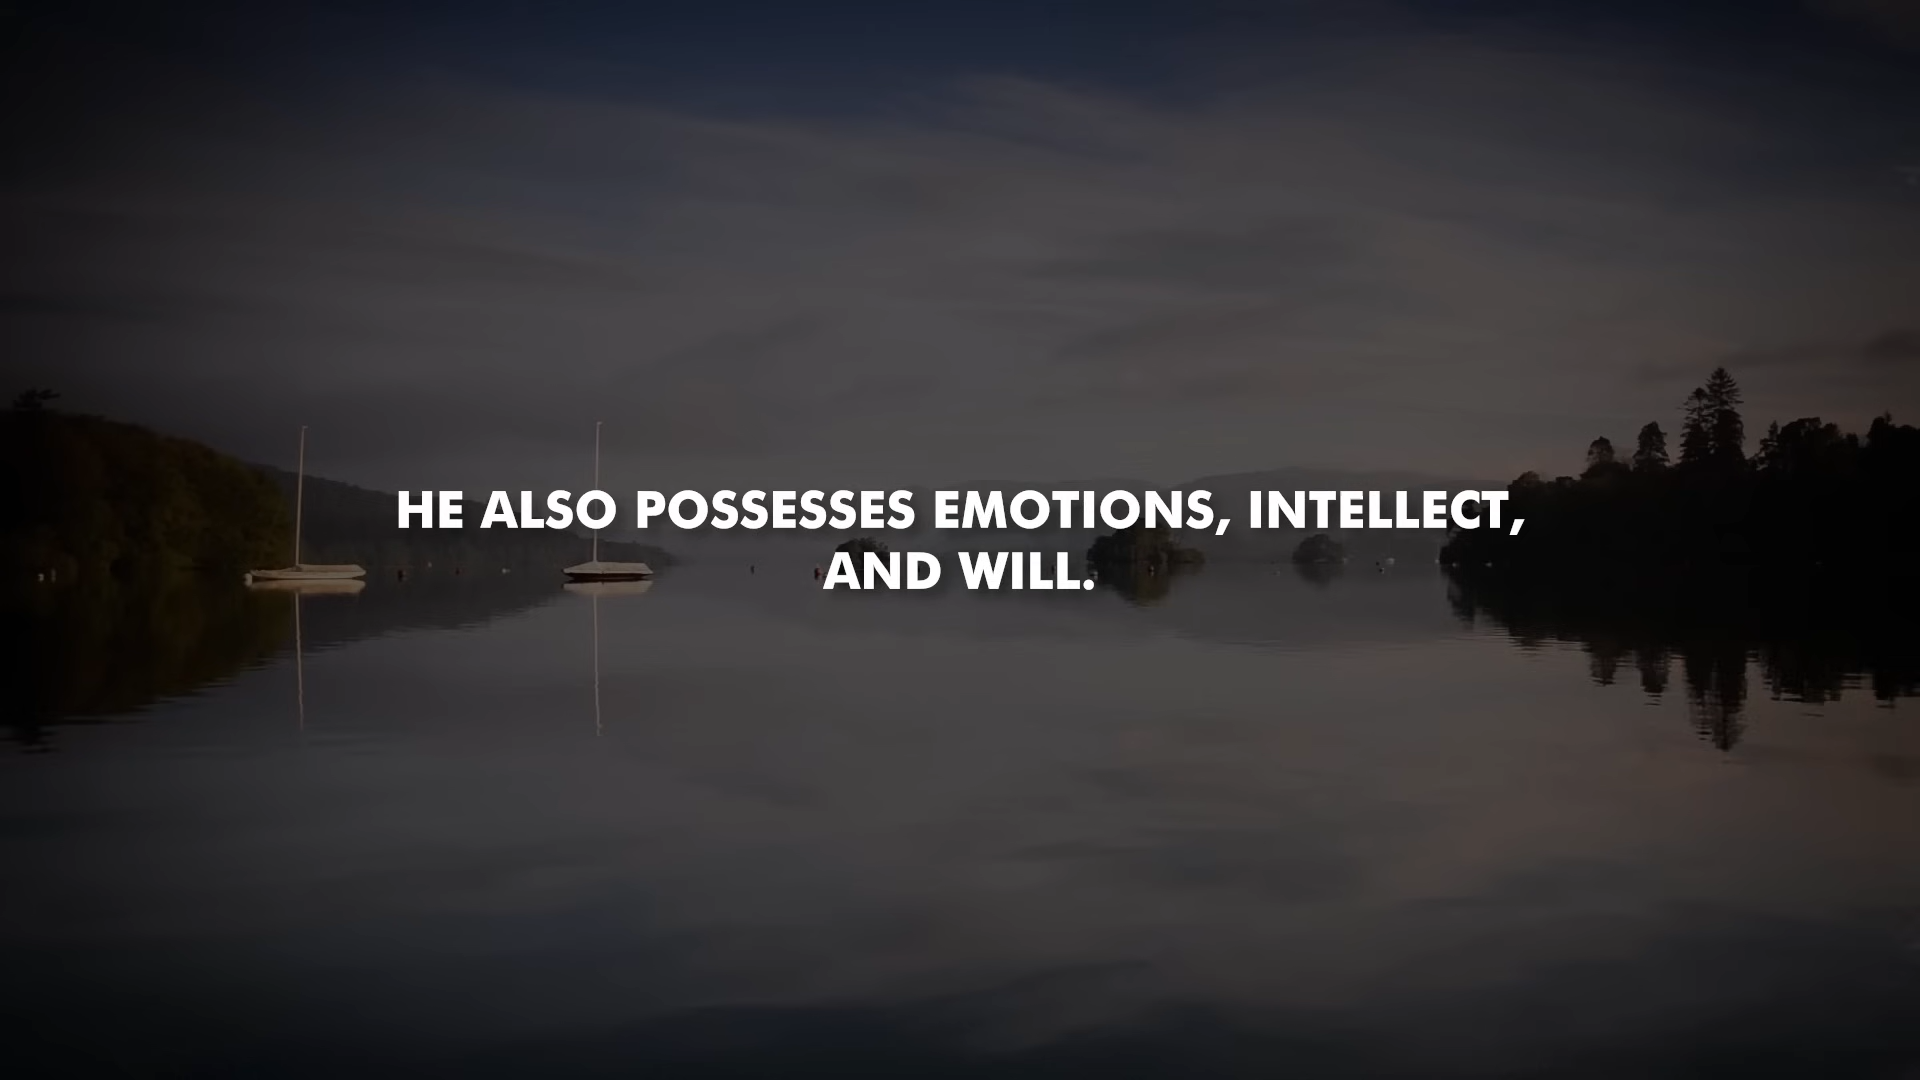 HE ALSO POSSESSES EMOTIONS, INTELLECT,
AND WILL.